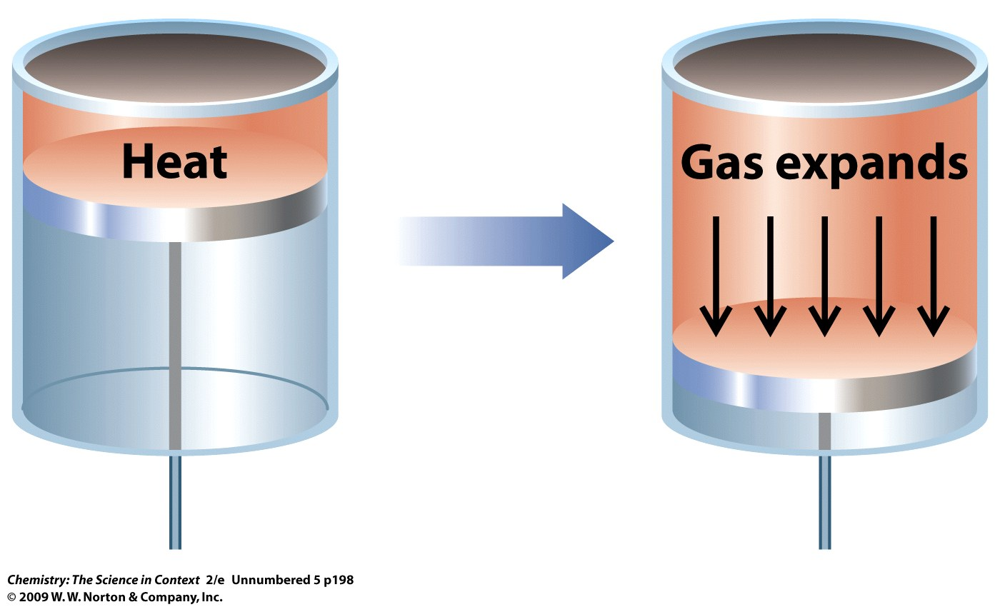 Heat
Gas expands
Chemistry: The Science in Context 2/e Unnumbered 5 p198
© 2009 W. W. Norton & Company, Inc.